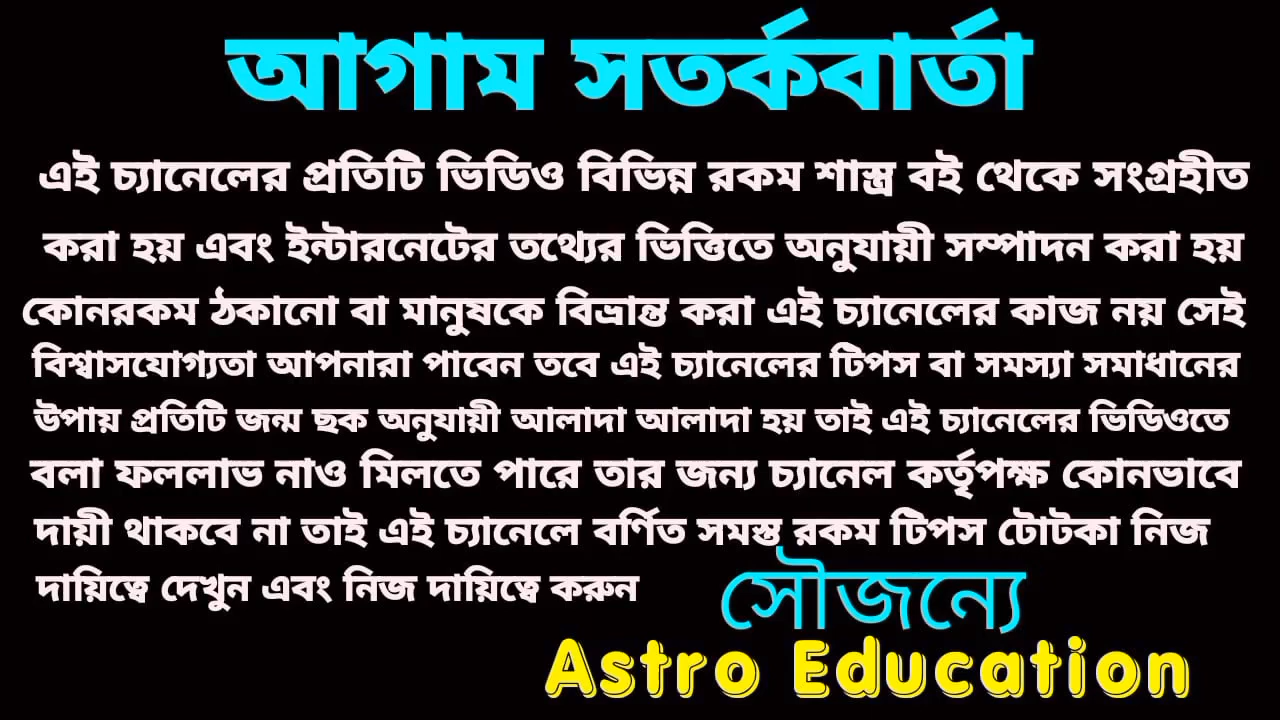 আগাম সতর্কবার্তা
এই চ্যানেলের প্রতিটি ভিডিও বিভিন্ন রকম শাস্ত্র বই থেকে সংগ্রহীত
করা হয় এবং ইন্টারনেটের তথ্যের ভিত্তিতে অনুযায়ী সম্পাদন করা হয়
কোনরকম ঠকানো বা মানুষকে বিভ্রান্ত করা এই চ্যানেলের কাজ নয় সেই
বিশ্বাসযোগ্যতা আপনারা পাবেন তবে এই চ্যানেলের টিপস বা সমস্যা সমাধানের
উপায় প্রতিটি জন্ম ছক অনুযায়ী আলাদা আলাদা হয় তাই এই চ্যানেলের ভিডিওতে
বলা ফললাভ নাও মিলতে পারে তার জন্য চ্যানেল কর্তৃপক্ষ কোনভাবে
দায়ী থাকবে না তাই এই চ্যানেলে বর্ণিত সমস্ত রকম টিপস টোটকা নিজ
দায়িত্বে দেখুন এবং নিজ দায়িত্বে করুন
সৌজন্যে
Astro Education